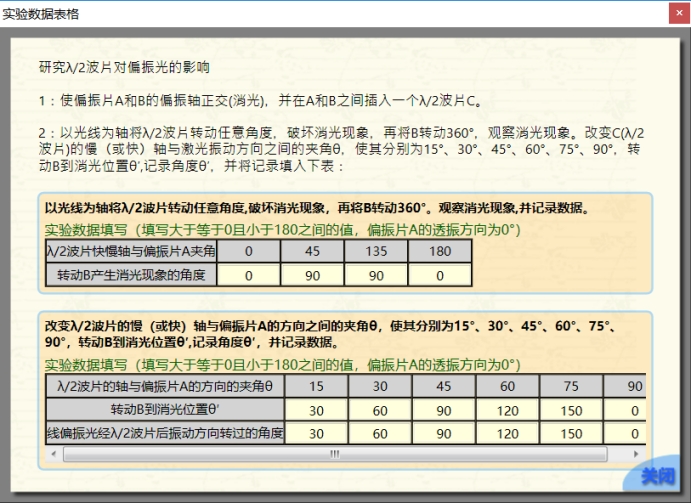 实验数据表格
研究λ/2波片对偏振光的影响
1：使偏振片A和B的偏振轴正交(消光)，并在A和B之间插入一个λ/2波片C。
2：以光线为轴将λ/2波片转动任意角度，破坏消光现象，再将B转动360°，观察消光现象。改变C(λ/2
波片)的慢（或快）轴与激光振动方向之间的夹角θ，使其分别为15°、30°、45°、60°、75°、90°，转
动B到消光位置θ′,记录角度θ′，并将记录填入下表：
以光线为轴将λ/2波片转动任意角度,破坏消光现象，再将B转动360°。观察消光现象,并记录数据。
实验数据填写（填写大于等于0且小于180之间的值，偏振片A的透振方向为0°）
λ/2波片快慢轴与偏振片A夹角 0 45 135 180
转动B产生消光现象的角度 0 90 90 0
改变λ/2波片的慢（或快）轴与偏振片A的方向之间的夹角θ，使其分别为15°、30°、45°、60°、75°、
90°，转动B到消光位置θ′,记录角度θ′，并记录数据。
实验数据填写（填写大于等于0且小于180之间的值，偏振片A的透振方向为0°）
λ/2波片的轴与偏振片A的方向的夹角θ 15 30 45 60 75 90
转动B到消光位置θ′ 30 60 90 120 150 0
线偏振光经λ/2波片后振动方向转过的角度 30 60 90 120 150 0
关闭